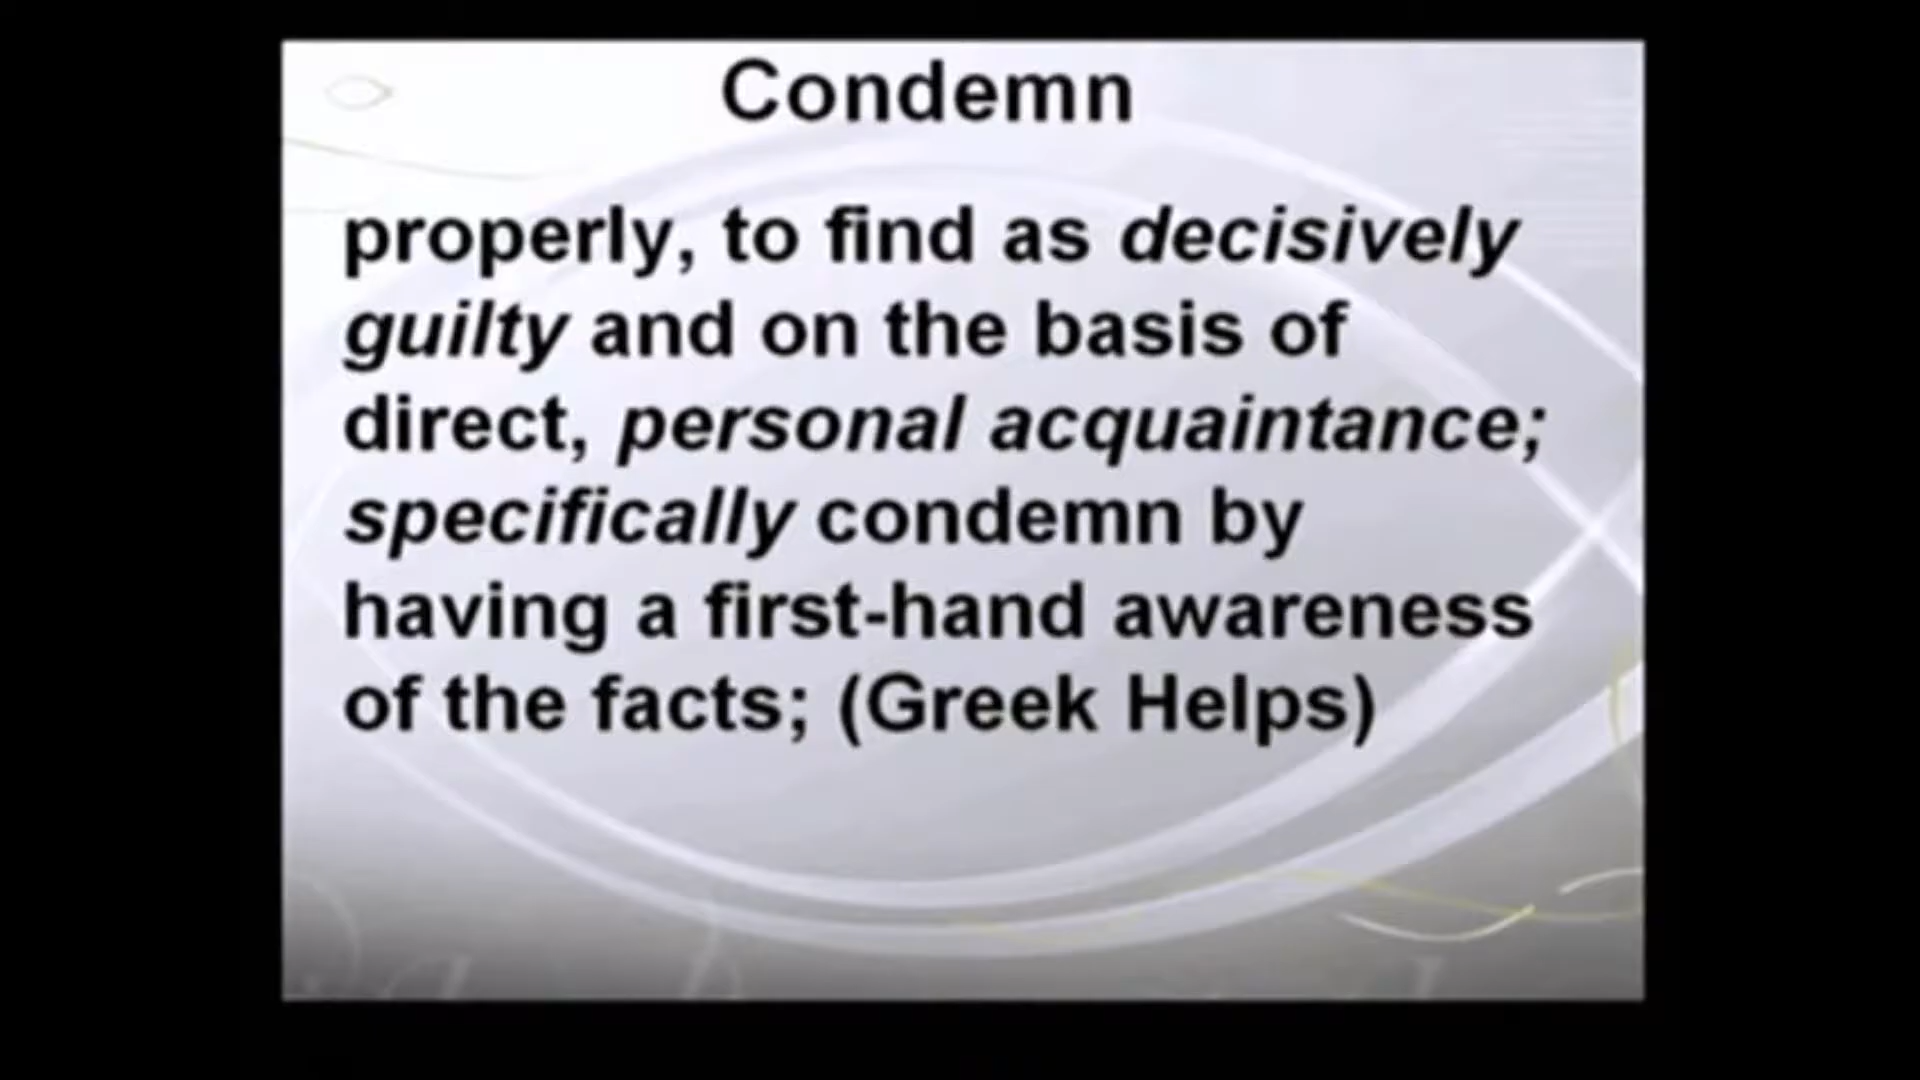 Condemn
properly, to find as decisively
guilty and on the basis of
direct, personal acquaintance;
specifically condemn by
having a first-hand awareness
of the facts; (Greek Helps)